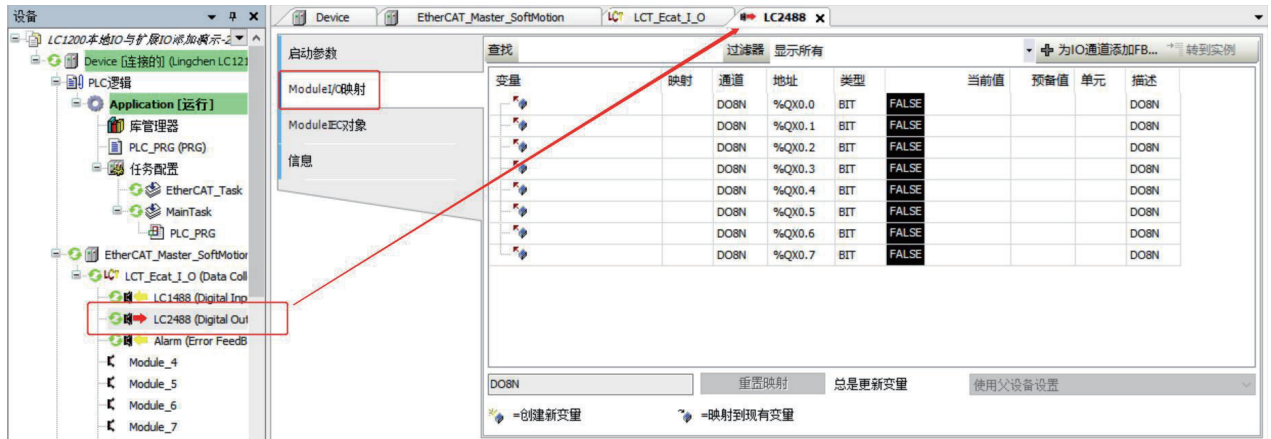 设备
LC1200本地IO与扩展IO添加演示-2
Device [连接的] (Lingchen LC121
PLC逻辑
Application [运行]
库管理器
PLC_PRG (PRG)
任务配置
EtherCAT_Task
MainTask
PLC_PRG
EtherCAT_Master_SoftMotion
LCT_Ecat_I_O (Data Coll
LC1488 (Digital Inp
LC2488 (Digital Out
Alarm (Error FeedB
Module_4
Module_5
Module_6
Module_7
Device EtherCAT_Master_SoftMotion LCT_Ecat_I_O LC2488
启动参数
ModuleI/O映射
ModuleIEC对象
信息
查找 过滤器 显示所有 为IO通道添加FB... 转到实例
变量 映射 通道 地址 类型 当前值 预备值 单元 描述
DO8N %QX0.0 BIT FALSE DO8N
DO8N %QX0.1 BIT FALSE DO8N
DO8N %QX0.2 BIT FALSE DO8N
DO8N %QX0.3 BIT FALSE DO8N
DO8N %QX0.4 BIT FALSE DO8N
DO8N %QX0.5 BIT FALSE DO8N
DO8N %QX0.6 BIT FALSE DO8N
DO8N %QX0.7 BIT FALSE DO8N
DO8N 重置映射 总是更新变量 使用父设备设置
=创建新变量 =映射到现有变量